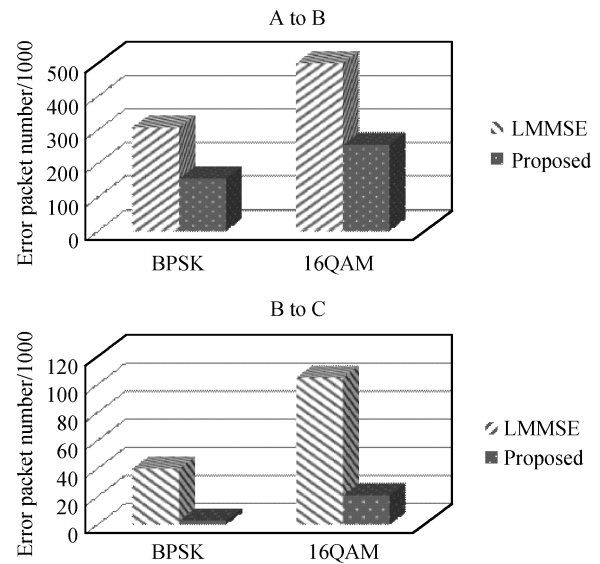 A to B
Error packet number/1000
500
400
300
200
100
0
BPSK
16QAM
LMMSE
Proposed
B to C
Error packet number/1000
120
100
80
60
40
20
0
BPSK
16QAM
LMMSE
Proposed